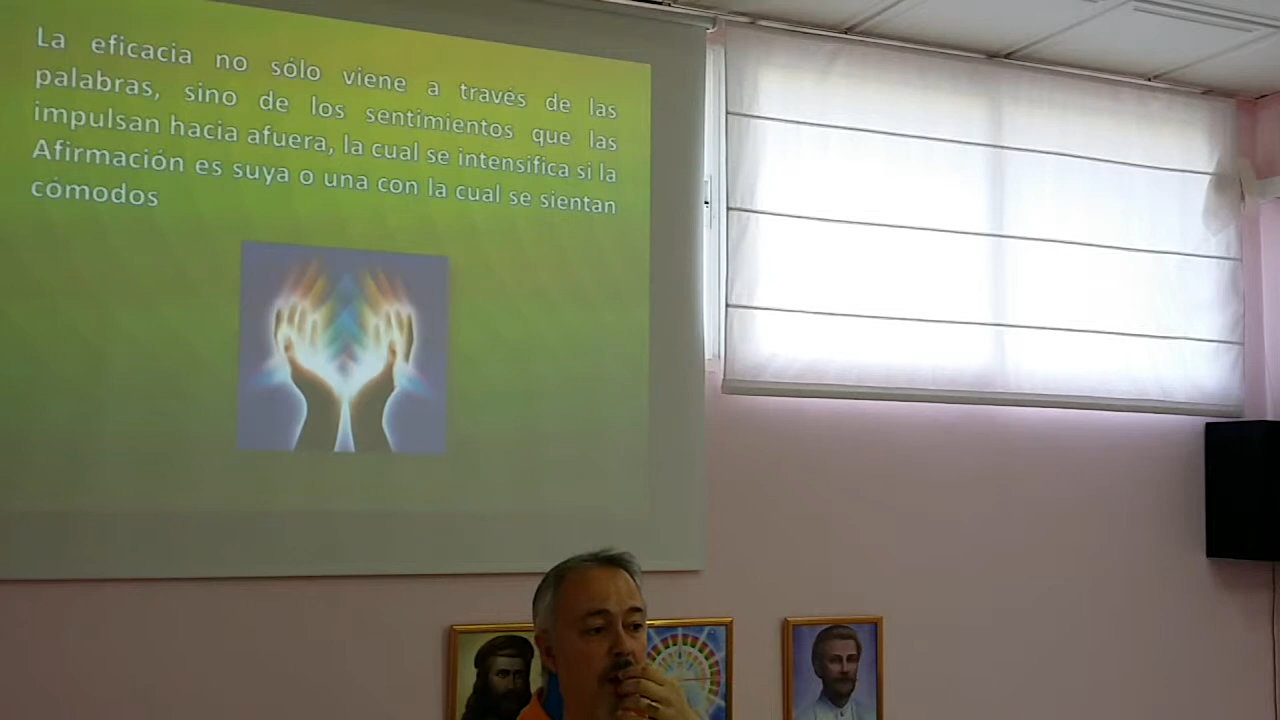 La eficacia no sólo viene a través de las
palabras, sino de los sentimientos que las
impulsan hacia afuera, la cual se intensifica si la
Afirmación es suya o una con la cual se sientan
cómodos